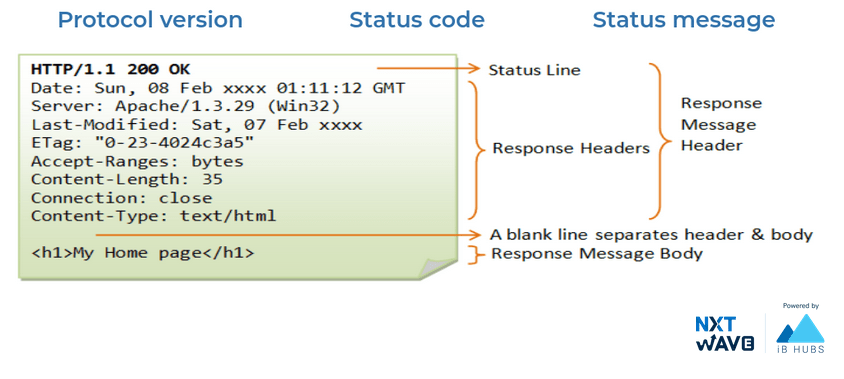 Protocol version Status code Status message
HTTP/1.1 200 OK
Status Line
Date: Sun, 08 Feb xxxx 01:11:12 GMT
Server: Apache/1.3.29 (Win32)
Last-Modified: Sat, 07 Feb xxxx
ETag: "0-23-4024c3a5"
Accept-Ranges: bytes
Content-Length: 35
Connection: close
Content-Type: text/html
Response Headers
Response
Message
Header
A blank line separates header & body
<h1>My Home page</h1>
Response Message Body
NXT
WAVE
Powered by
iB HUBS